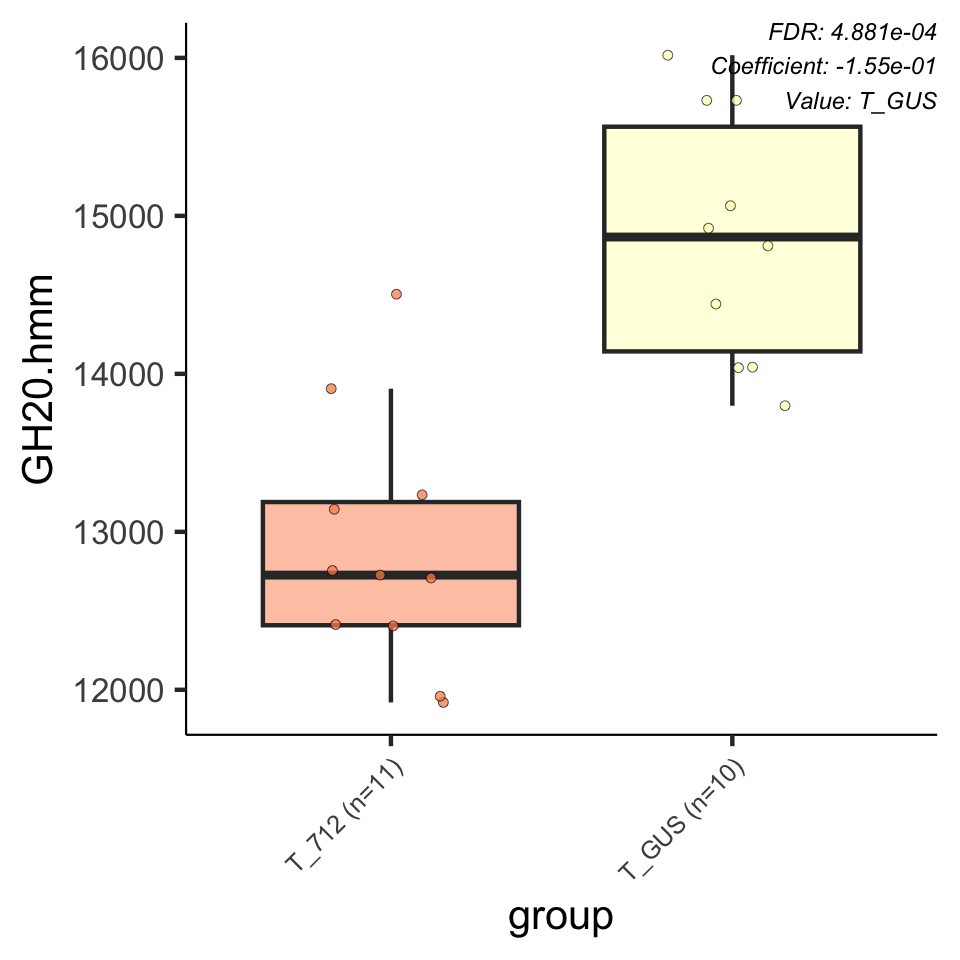 FDR: 4.881e-04
Coefficient: -1.55e-01
Value: T_GUS
16000
15000
14000
13000
12000
GH20.hmm
T_712 (n=11)
T_GUS (n=10)
group